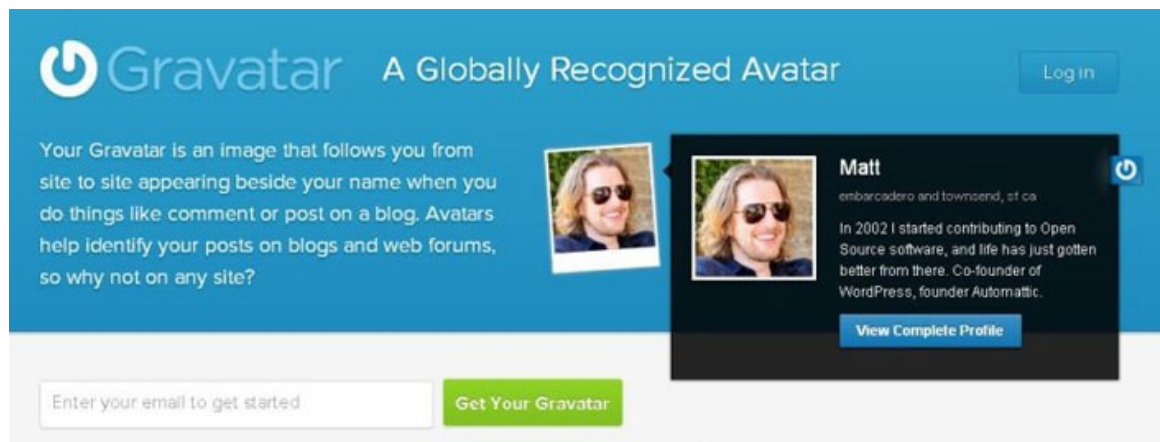 Gravatar
A Globally Recognized Avatar
Log in
Your Gravatar is an image that follows you from
site to site appearing beside your name when you
do things like comment or post on a blog. Avatars
help identify your posts on blogs and web forums,
so why not on any site?
Matt
embarcadero and townsend, sf ca
In 2002 I started contributing to Open
Source software, and life has just gotten
better from there. Co-founder of
WordPress, founder Automattic.
View Complete Profile
Enter your email to get started
Get Your Gravatar